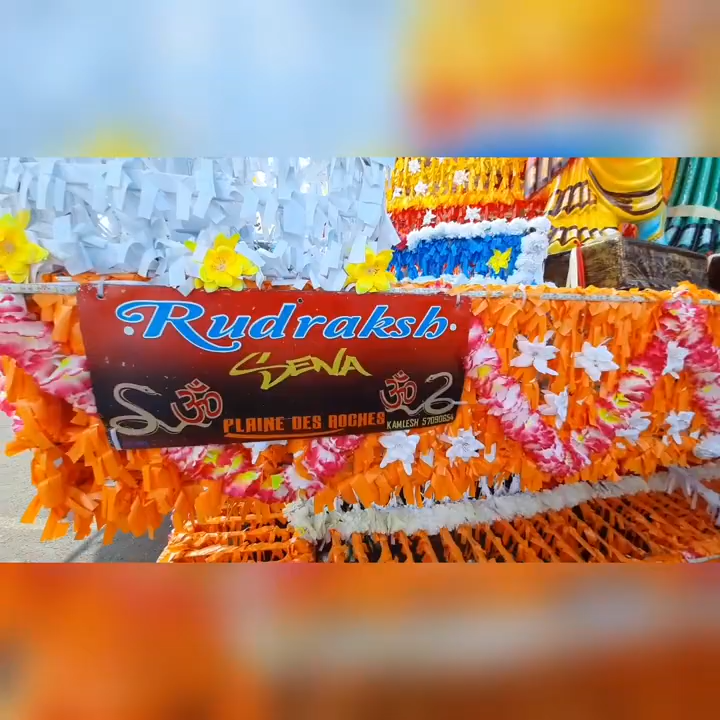 Rudraksh
SENA
ॐ ॐ
PLAINE DES ROCHES
KAMLESH 57090654